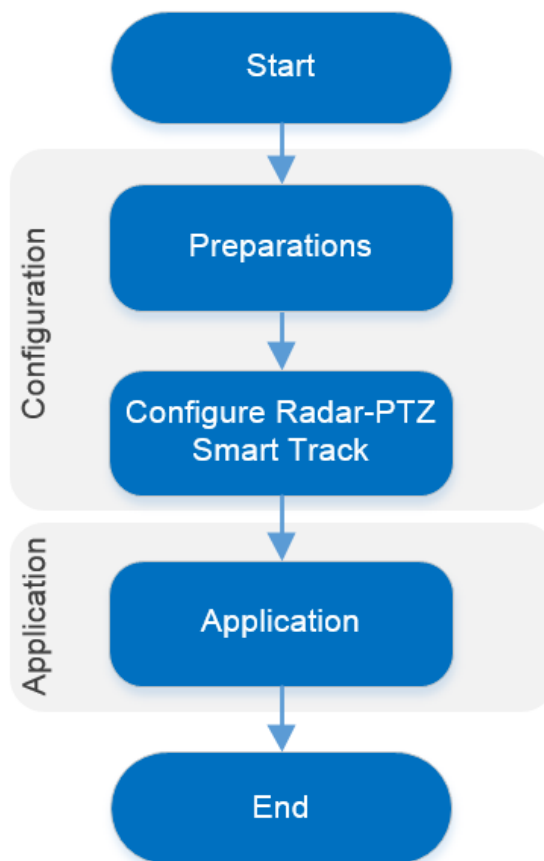 Start
Configuration
Preparations
Configure Radar-PTZ
Smart Track
Application
Application
End